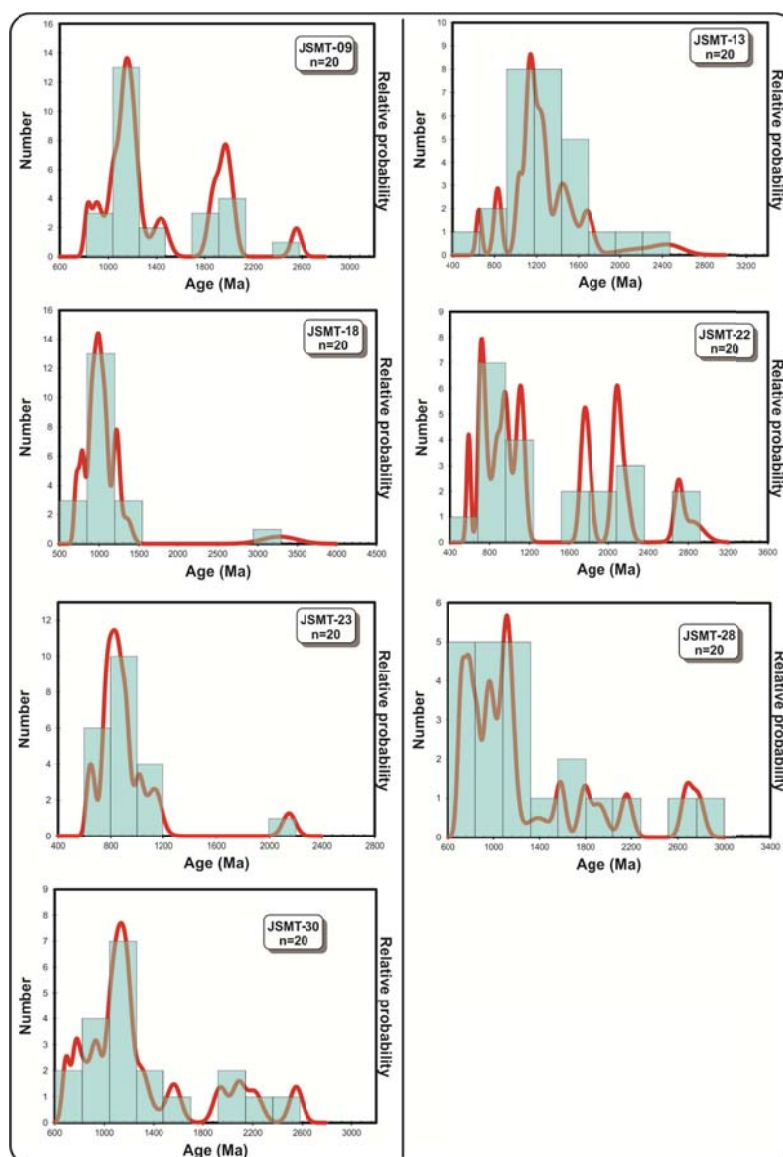 JSMT-09
n=20
Number
Relative probability
16
14
12
10
8
6
4
2
0
600 1000 1400 1800 2200 2600 3000
Age (Ma)
JSMT-13
n=20
Number
Relative probability
10
9
8
7
6
5
4
3
2
1
0
400 800 1200 1600 2000 2400 2800 3200
Age (Ma)
JSMT-18
n=20
Number
Relative probability
16
14
12
10
8
6
4
2
0
500 1000 1500 2000 2500 3000 3500 4000 4500
Age (Ma)
JSMT-22
n=20
Number
Relative probability
9
8
7
6
5
4
3
2
1
0
400 800 1200 1600 2000 2400 2800 3200 3600
Age (Ma)
JSMT-23
n=20
Number
Relative probability
12
10
8
6
4
2
0
400 800 1200 1600 2000 2400 2800
Age (Ma)
JSMT-28
n=20
Number
Relative probability
6
5
4
3
2
1
0
600 1000 1400 1800 2200 2600 3000 3400
Age (Ma)
JSMT-30
n=20
Number
Relative probability
9
8
7
6
5
4
3
2
1
0
600 1000 1400 1800 2200 2600 3000
Age (Ma)